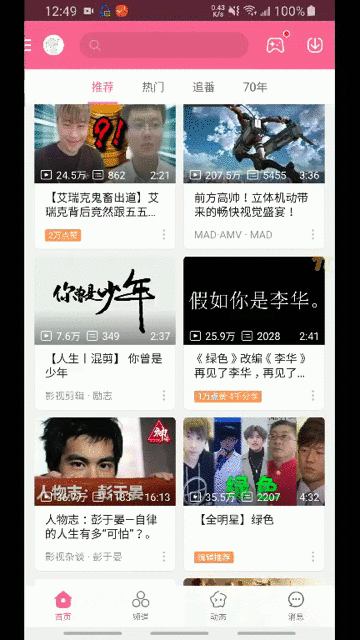 12:49
0.43
KB/s
100%
推荐
热门
追番
70年
?!
24.5万
862
2:21
207.5万
5455
3:36
【艾瑞克鬼畜出道】艾
瑞克背后竟然跟五五…
2万点赞
前方高帅！立体机动带
来的畅快视觉盛宴！
MAD·AMV · MAD
你曾是少年
7.6万
349
2:37
假如你是李华。
25.9万
2028
2:41
【人生丨混剪】 你曾是
少年
影视剪辑 · 励志
《 绿色 》改编《 李华 》
再见了李华，再见了…
1万点赞·4千分享
人物志：彭于晏
16:13
绿色
35.5万
2207
4:32
人物志：彭于晏—自律
的人生有多“可怕”？。
影视杂谈 · 彭于晏
【全明星】绿色
首页
频道
动态
消息